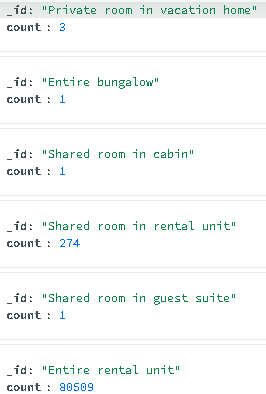 _id: "Private room in vacation home"
count : 3
_id: "Entire bungalow"
count : 1
_id: "Shared room in cabin"
count : 1
_id: "Shared room in rental unit"
count : 274
_id: "Shared room in guest suite"
count : 1
_id: "Entire rental unit"
count : 80509